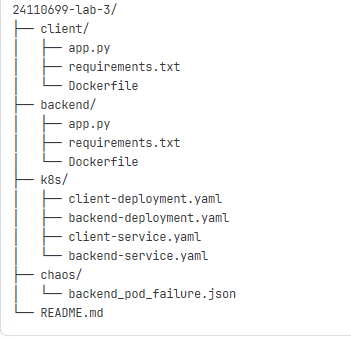 24110699-lab-3/
├── client/
│   ├── app.py
│   ├── requirements.txt
│   └── Dockerfile
├── backend/
│   ├── app.py
│   ├── requirements.txt
│   └── Dockerfile
├── k8s/
│   ├── client-deployment.yaml
│   ├── backend-deployment.yaml
│   ├── client-service.yaml
│   └── backend-service.yaml
├── chaos/
│   └── backend_pod_failure.json
└── README.md